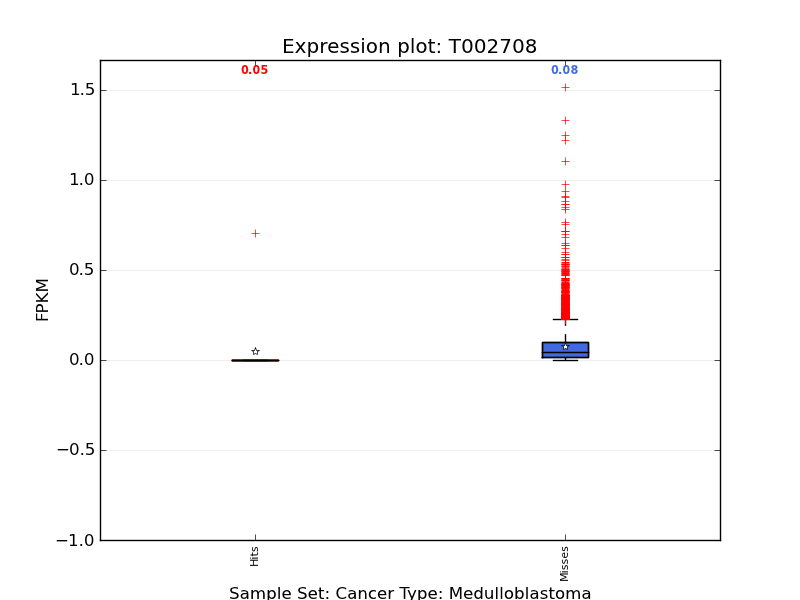 Expression plot: T002708
0.05 0.08
1.5
1.0
0.5
0.0
−0.5
−1.0
FPKM
Hits Misses
Sample Set: Cancer Type: Medulloblastoma